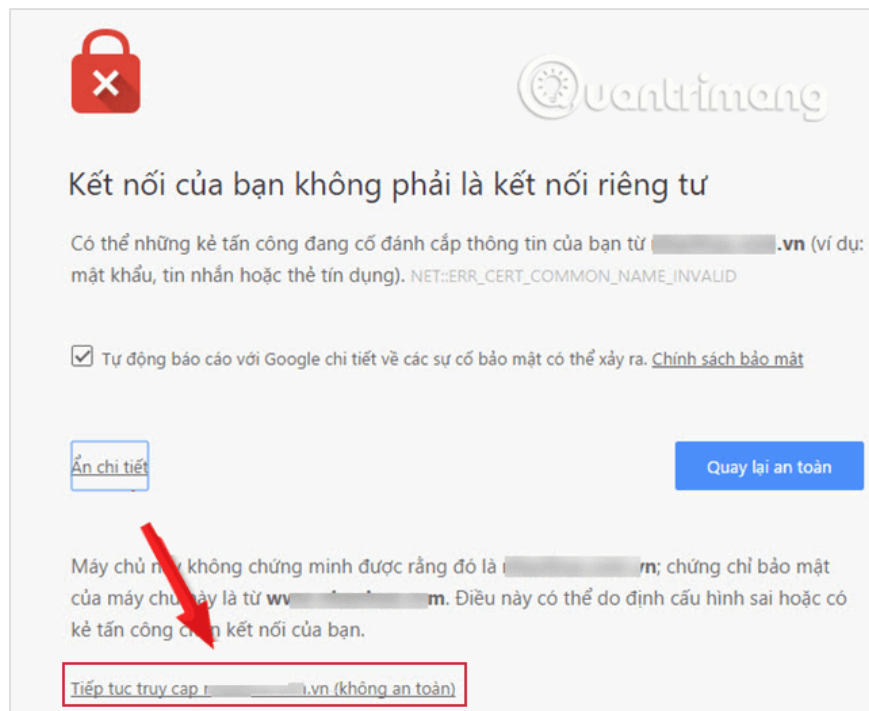 Quantrimang
Kết nối của bạn không phải là kết nối riêng tư
Có thể những kẻ tấn công đang cố đánh cắp thông tin của bạn từ .vn (ví dụ:
mật khẩu, tin nhắn hoặc thẻ tín dụng). NET::ERR_CERT_COMMON_NAME_INVALID
Tự động báo cáo với Google chi tiết về các sự cố bảo mật có thể xảy ra. Chính sách bảo mật
Ẩn chi tiết
Quay lại an toàn
Máy chủ này không chứng minh được rằng đó là vn; chứng chỉ bảo mật
của máy chủ này là từ m. Điều này có thể do định cấu hình sai hoặc có
kẻ tấn công chặn kết nối của bạn.
Tiếp tục truy cập .vn (không an toàn)